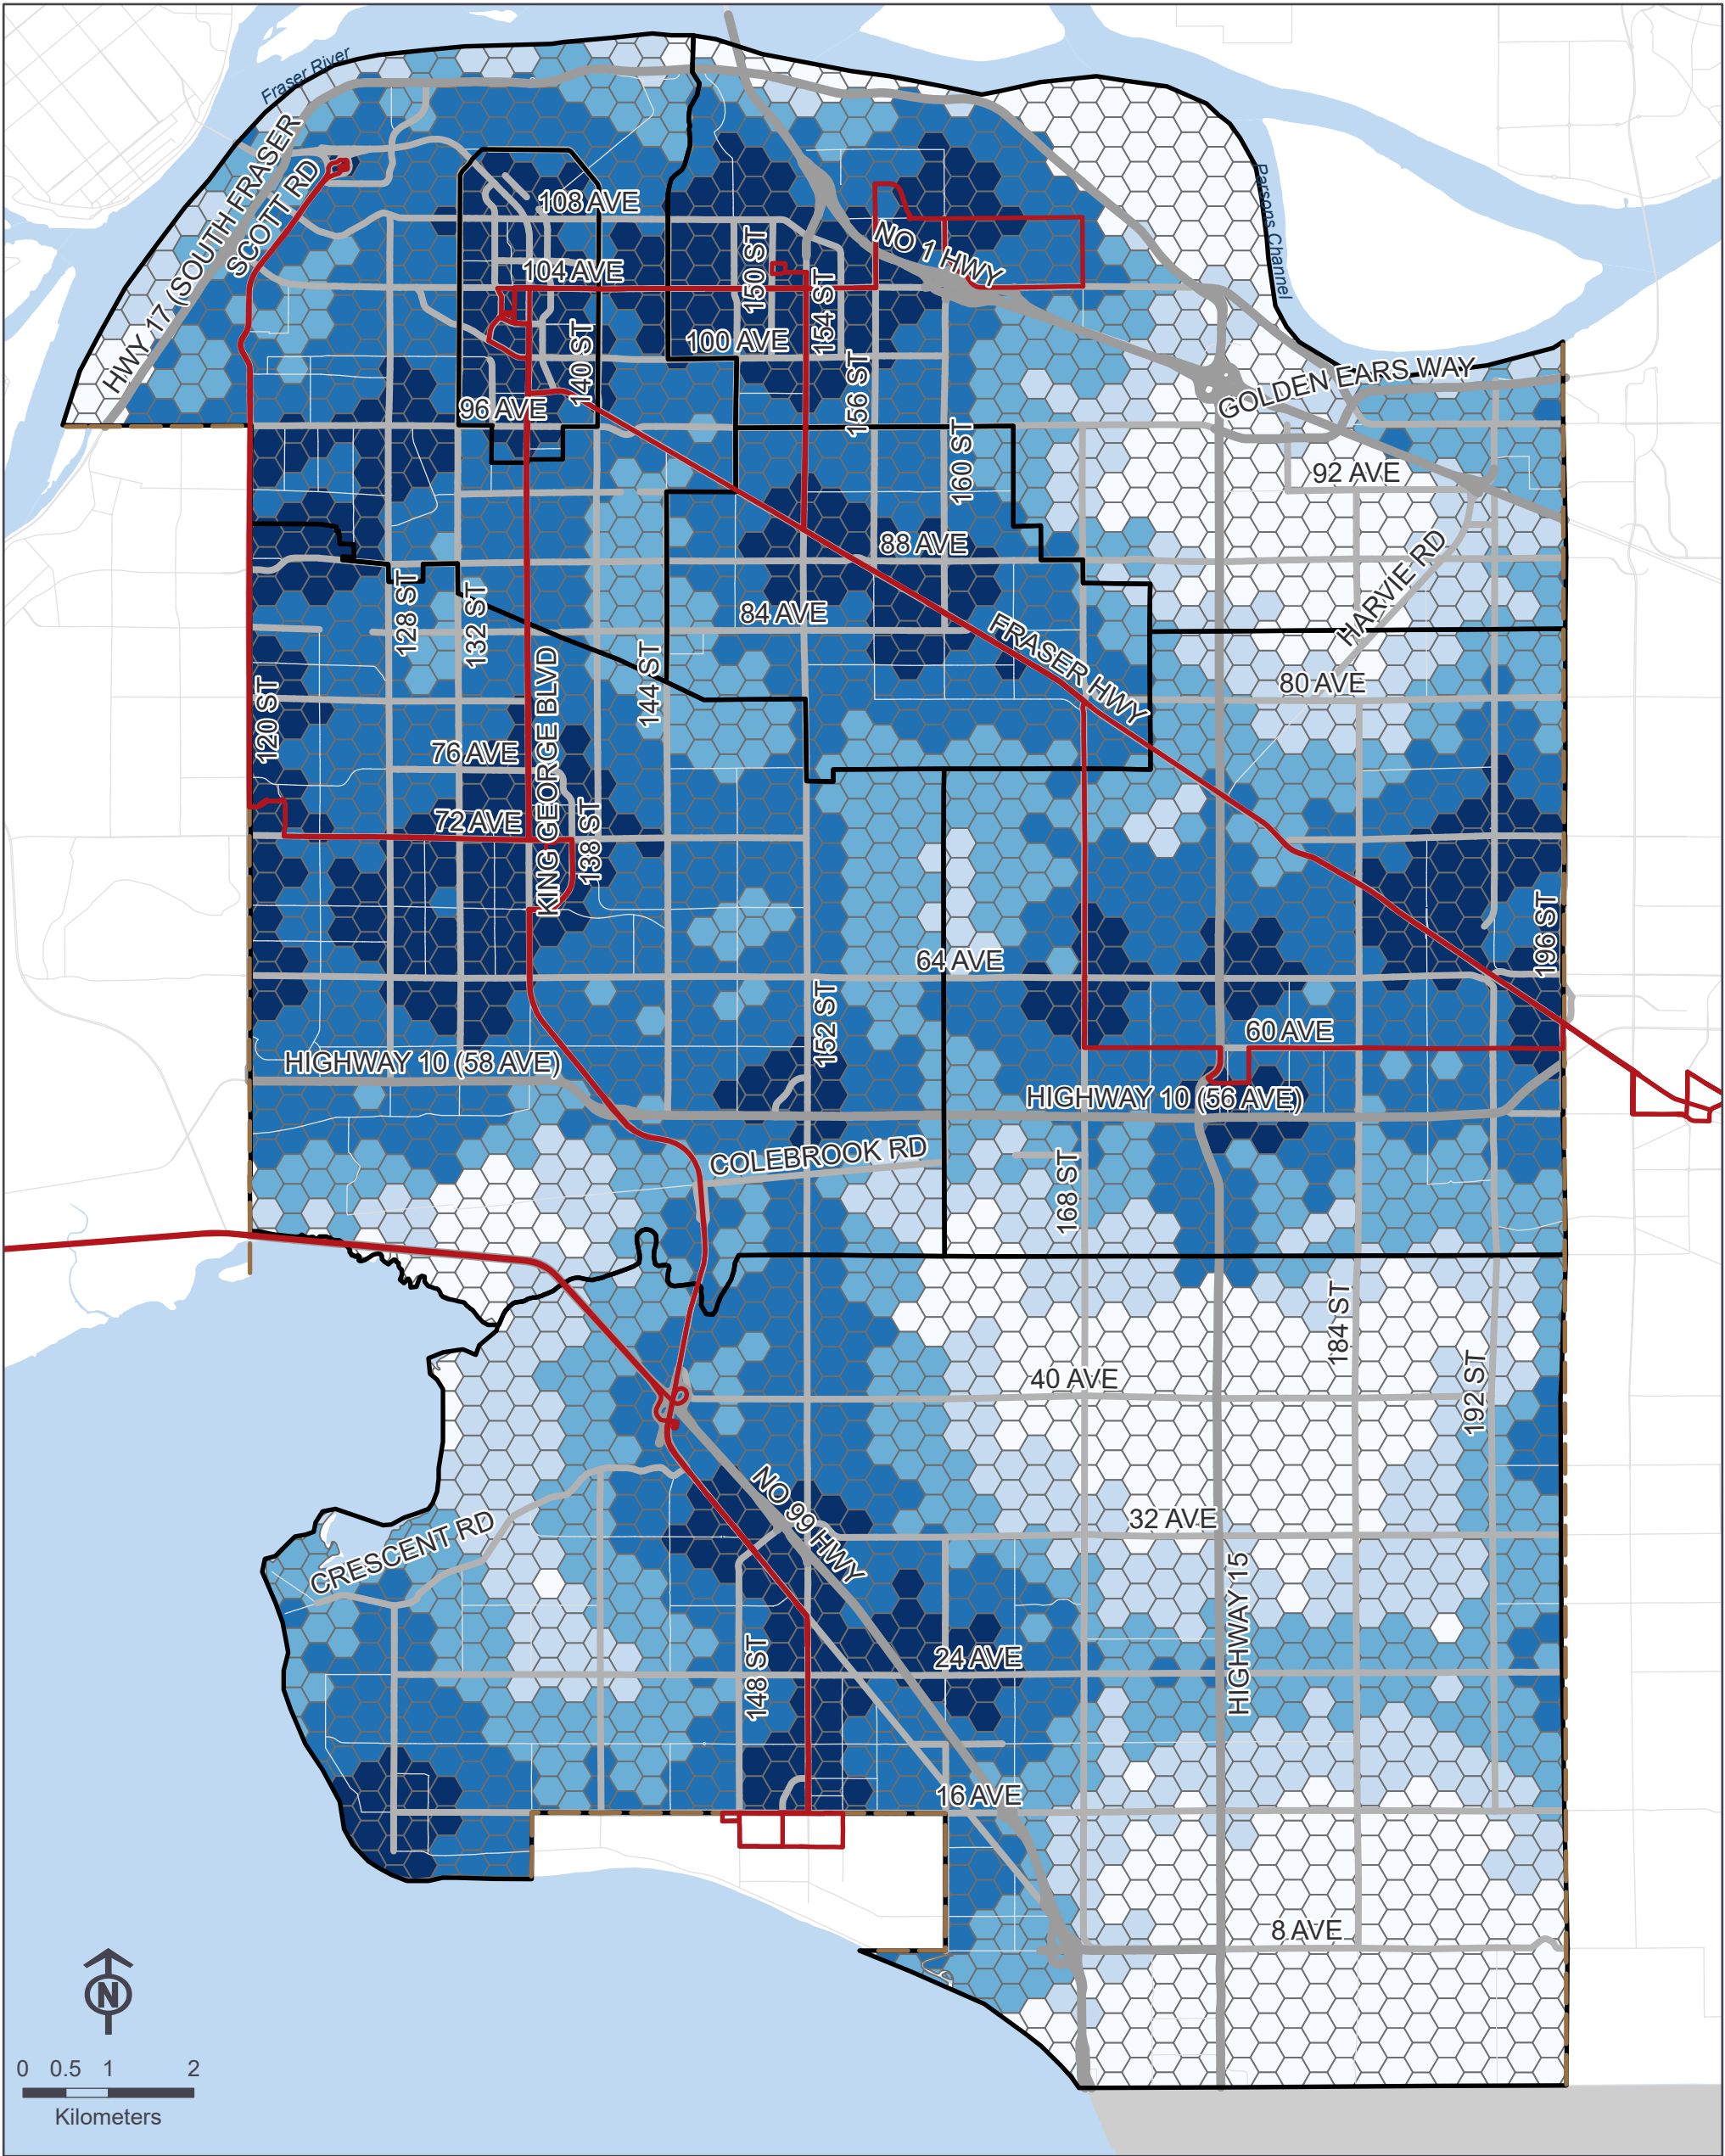 Fraser River
HWY 17 (SOUTH FRASER
SCOTT RD
Parsons Channel
108 AVE
NO 1 HWY
104 AVE
150 ST
154 ST
100 AVE
140 ST
156 ST
GOLDEN EARS WAY
96 AVE
160 ST
92 AVE
88 AVE
HARVIE RD
128 ST
132 ST
84 AVE
FRASER HWY
144 ST
120 ST
80 AVE
76 AVE
KING GEORGE BLVD
72 AVE
138 ST
196 ST
64 AVE
152 ST
60 AVE
HIGHWAY 10 (58 AVE)
HIGHWAY 10 (56 AVE)
COLEBROOK RD
168 ST
184 ST
40 AVE
192 ST
NO 99 HWY
32 AVE
CRESCENT RD
HIGHWAY 15
24 AVE
148 ST
16 AVE
8 AVE
N
0 0.5 1 2
Kilometers